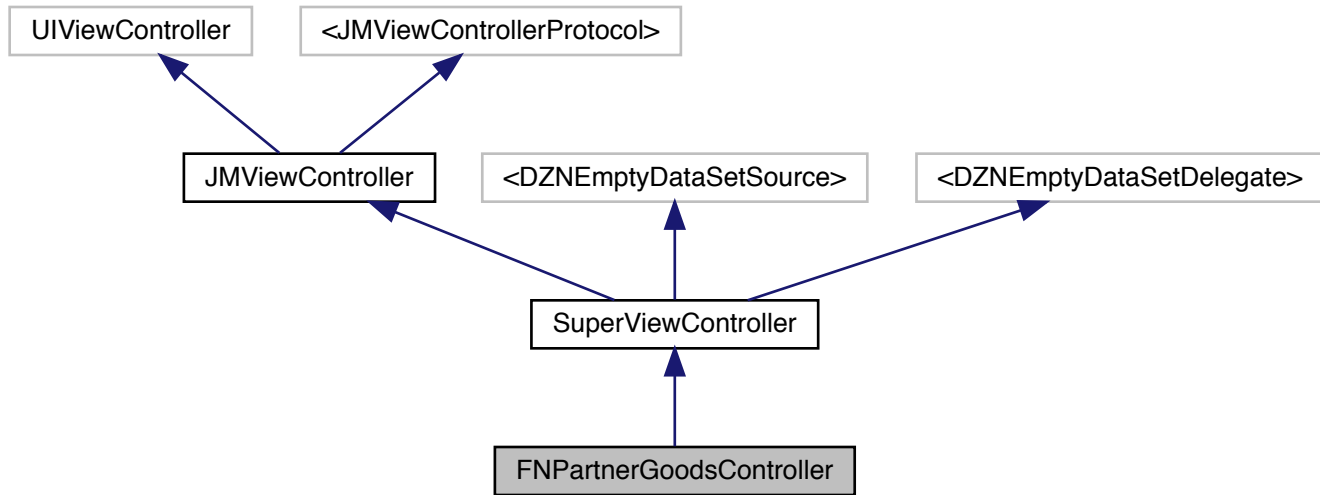 UIViewController
<JMViewControllerProtocol>
JMViewController
<DZNEmptyDataSetSource>
<DZNEmptyDataSetDelegate>
SuperViewController
FNPartnerGoodsController